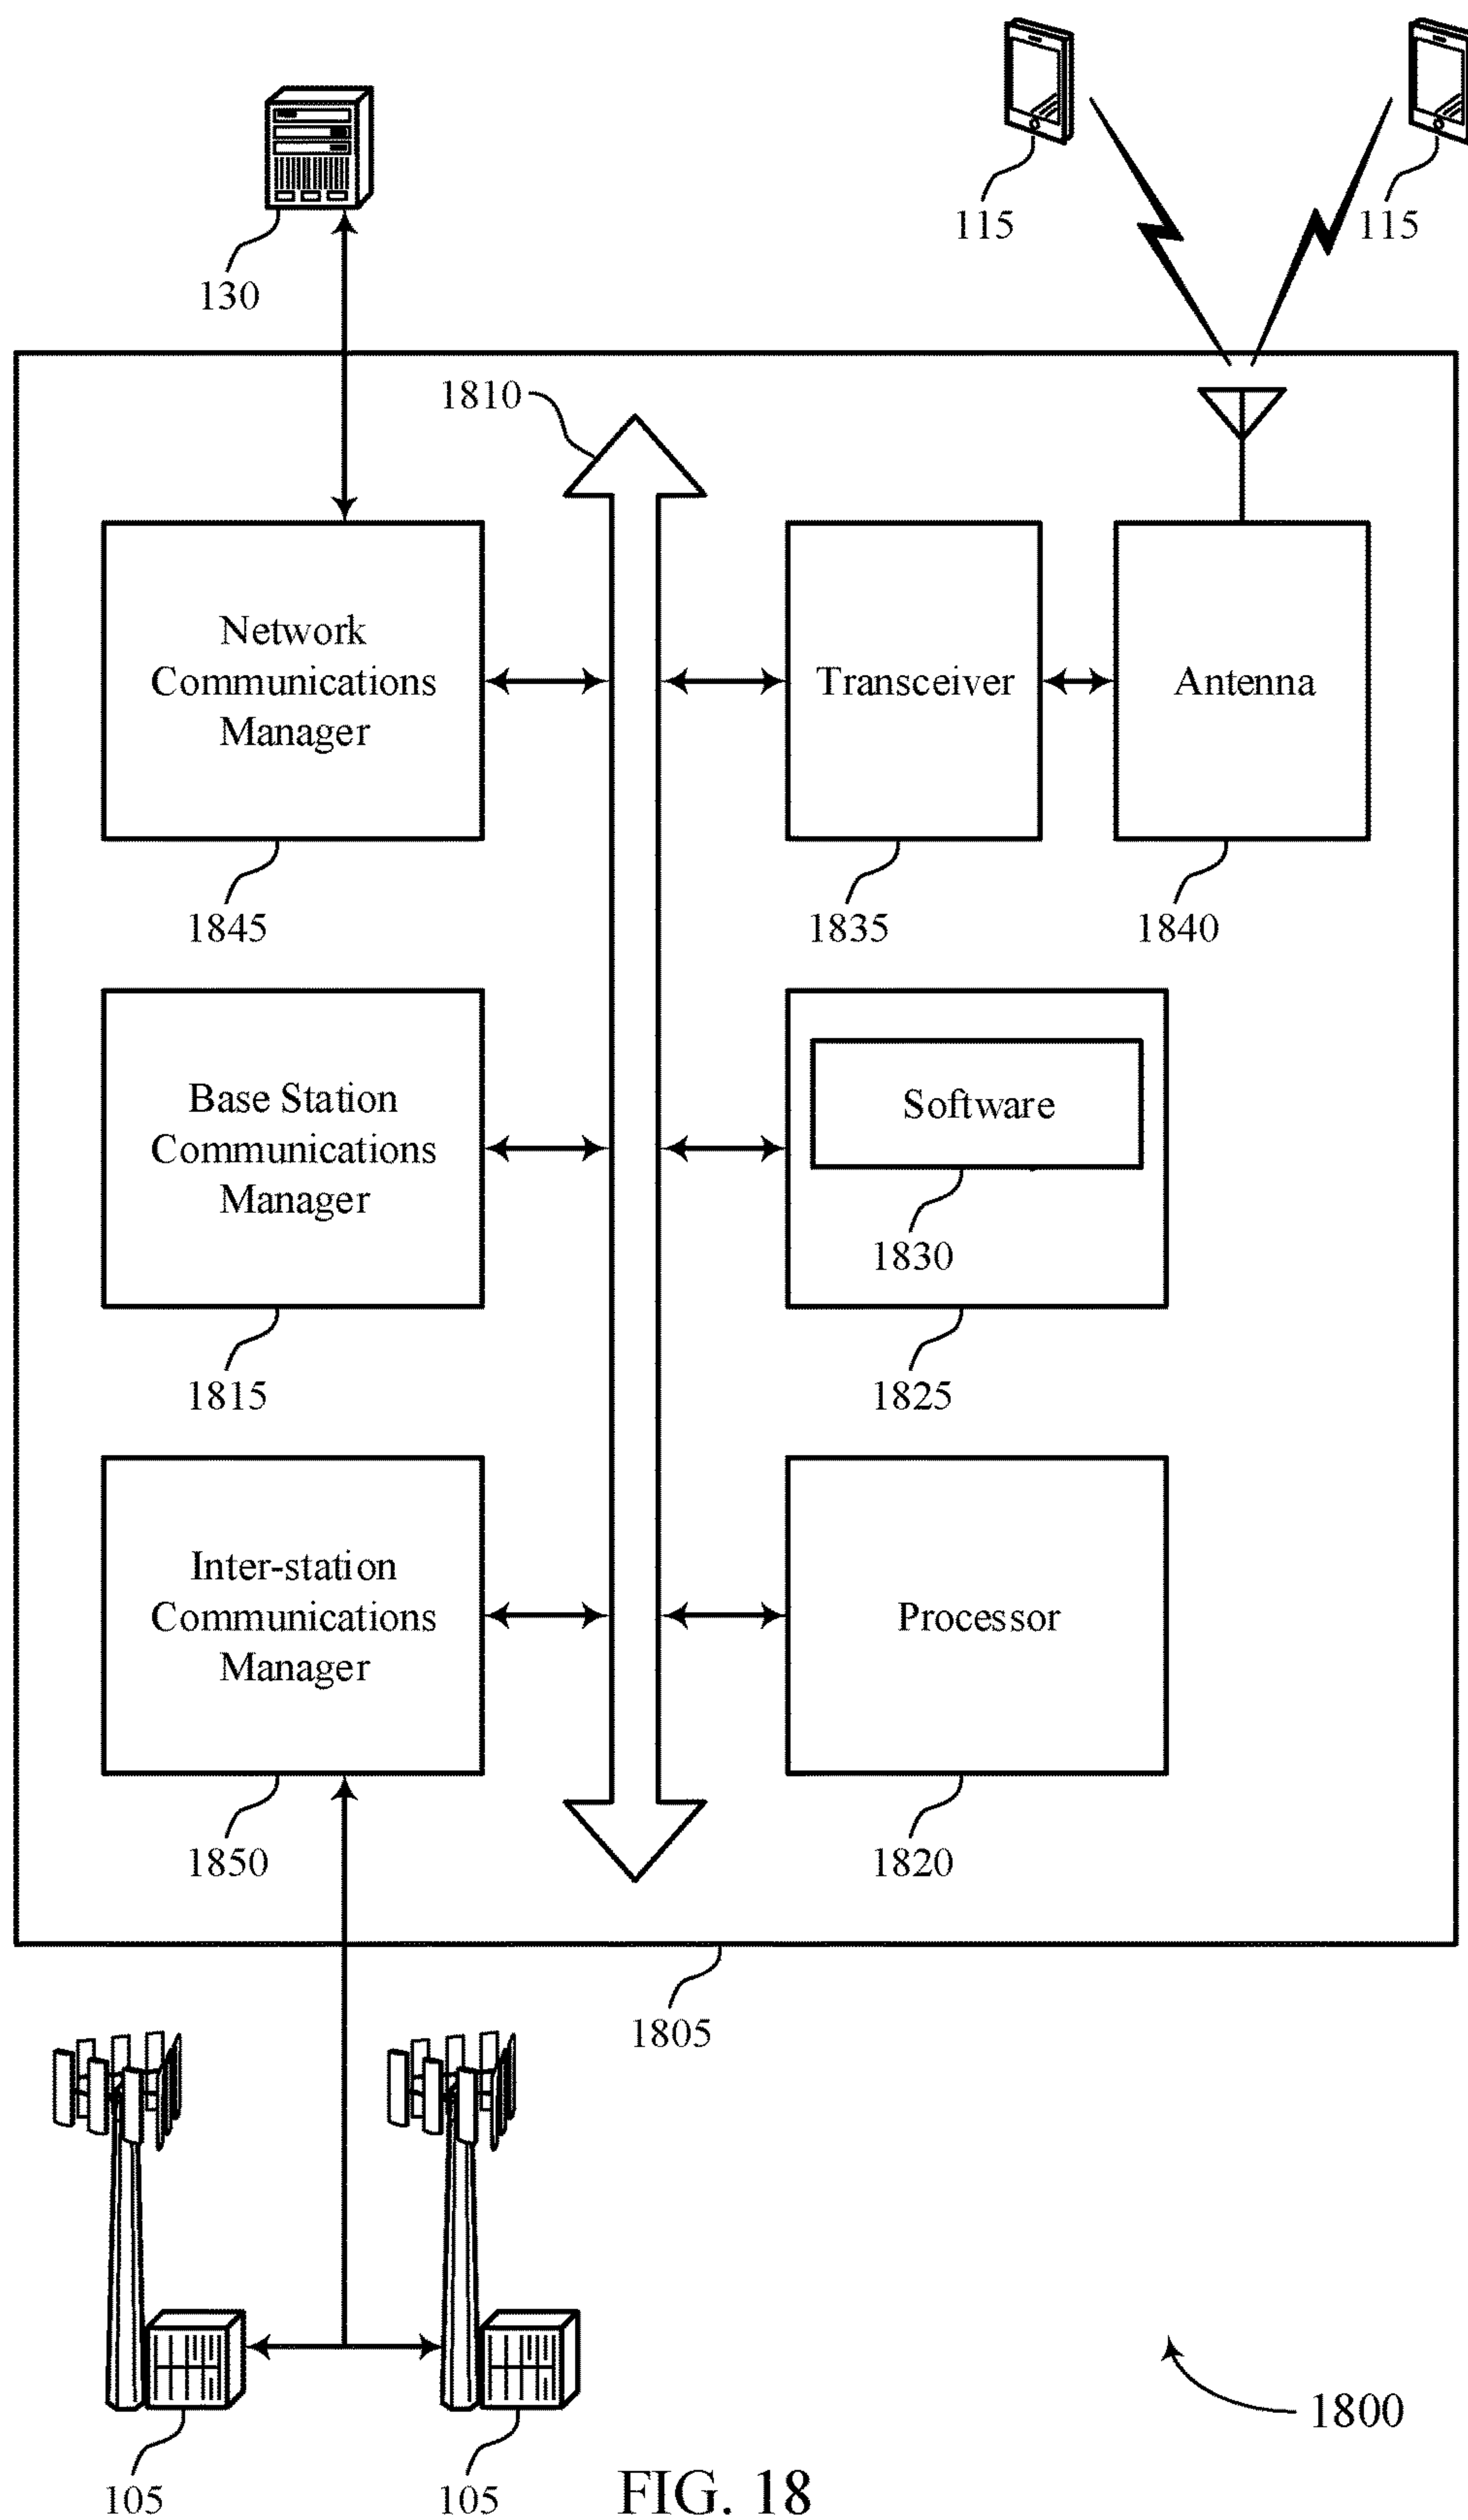 115
115
130
1810
Network
Communications
Manager
Transceiver
Antenna
1845
1835
1840
Base Station
Communications
Manager
Software
1830
1815
1825
Inter-station
Communications
Manager
Processor
1850
1820
1805
1800
105
105
FIG. 18